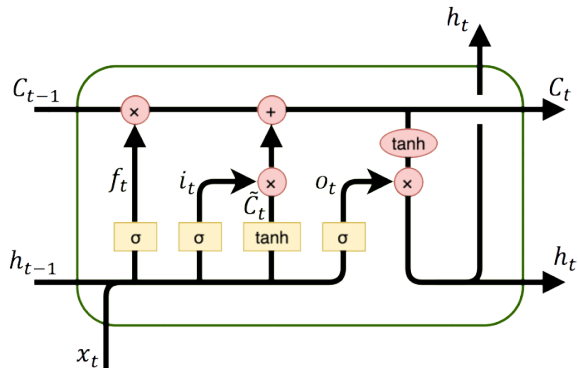 h_t
C_{t-1} × + C_t
tanh
f_t i_t × o_t ×
C̃_t
σ σ tanh σ
h_{t-1} h_t
x_t